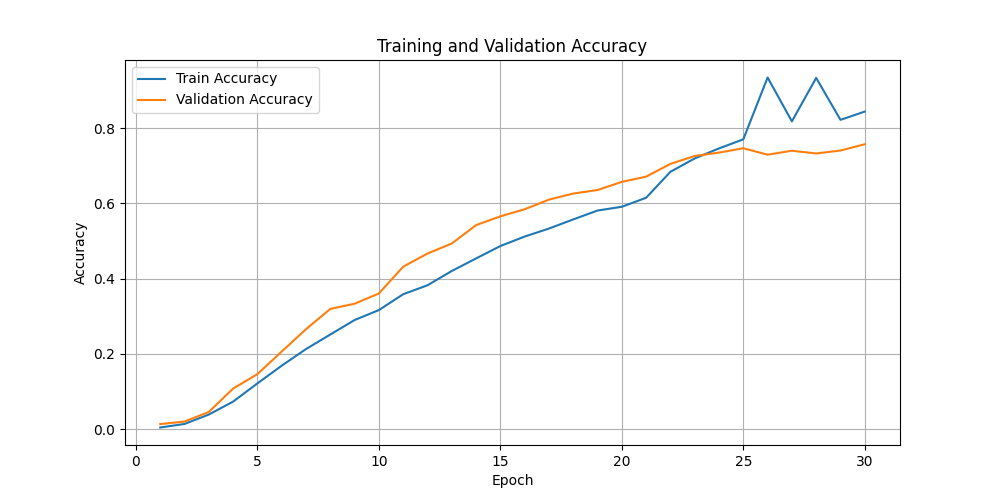 Training and Validation Accuracy
Train Accuracy
Validation Accuracy
0.8
0.6
0.4
0.2
0.0
Accuracy
0 5 10 15 20 25 30
Epoch